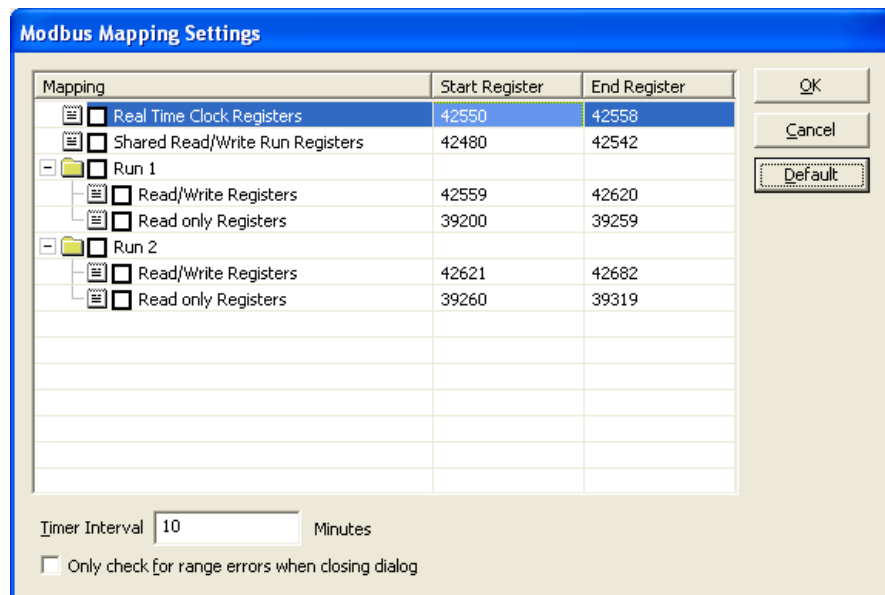 Modbus Mapping Settings
Mapping Start Register End Register
Real Time Clock Registers 42550 42558
Shared Read/Write Run Registers 42480 42542
Run 1
Read/Write Registers 42559 42620
Read only Registers 39200 39259
Run 2
Read/Write Registers 42621 42682
Read only Registers 39260 39319
OK
Cancel
Default
Timer Interval 10 Minutes
Only check for range errors when closing dialog